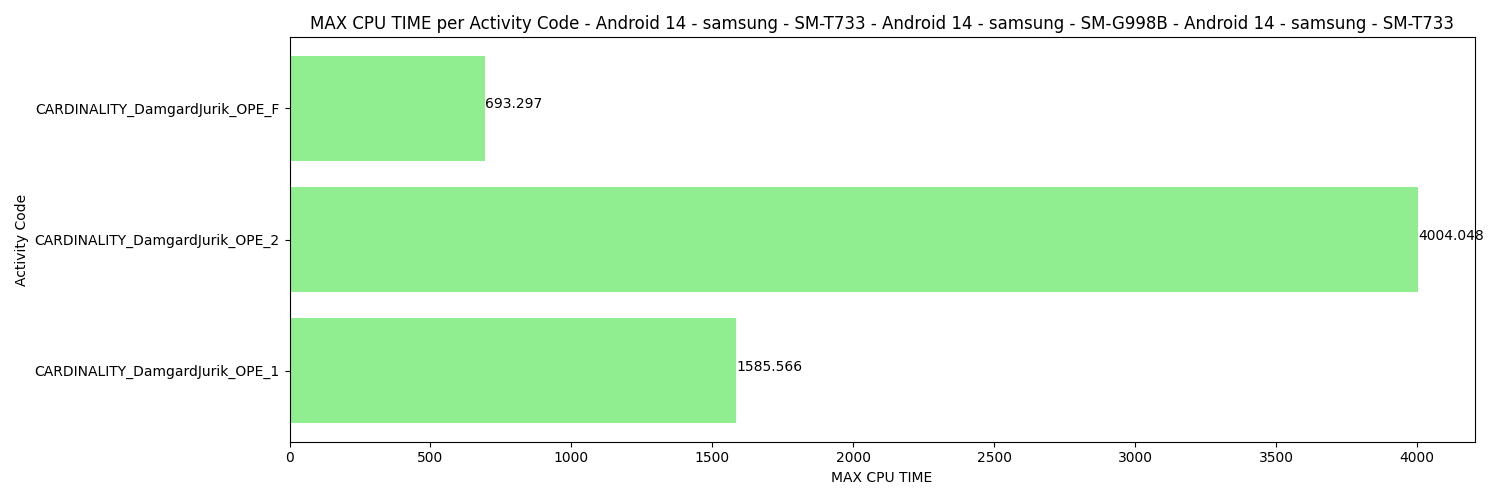 MAX CPU TIME per Activity Code - Android 14 - samsung - SM-T733 - Android 14 - samsung - SM-G998B - Android 14 - samsung - SM-T733
Activity Code
CARDINALITY_DamgardJurik_OPE_F
693.297
CARDINALITY_DamgardJurik_OPE_2
4004.048
CARDINALITY_DamgardJurik_OPE_1
1585.566
0 500 1000 1500 2000 2500 3000 3500 4000
MAX CPU TIME